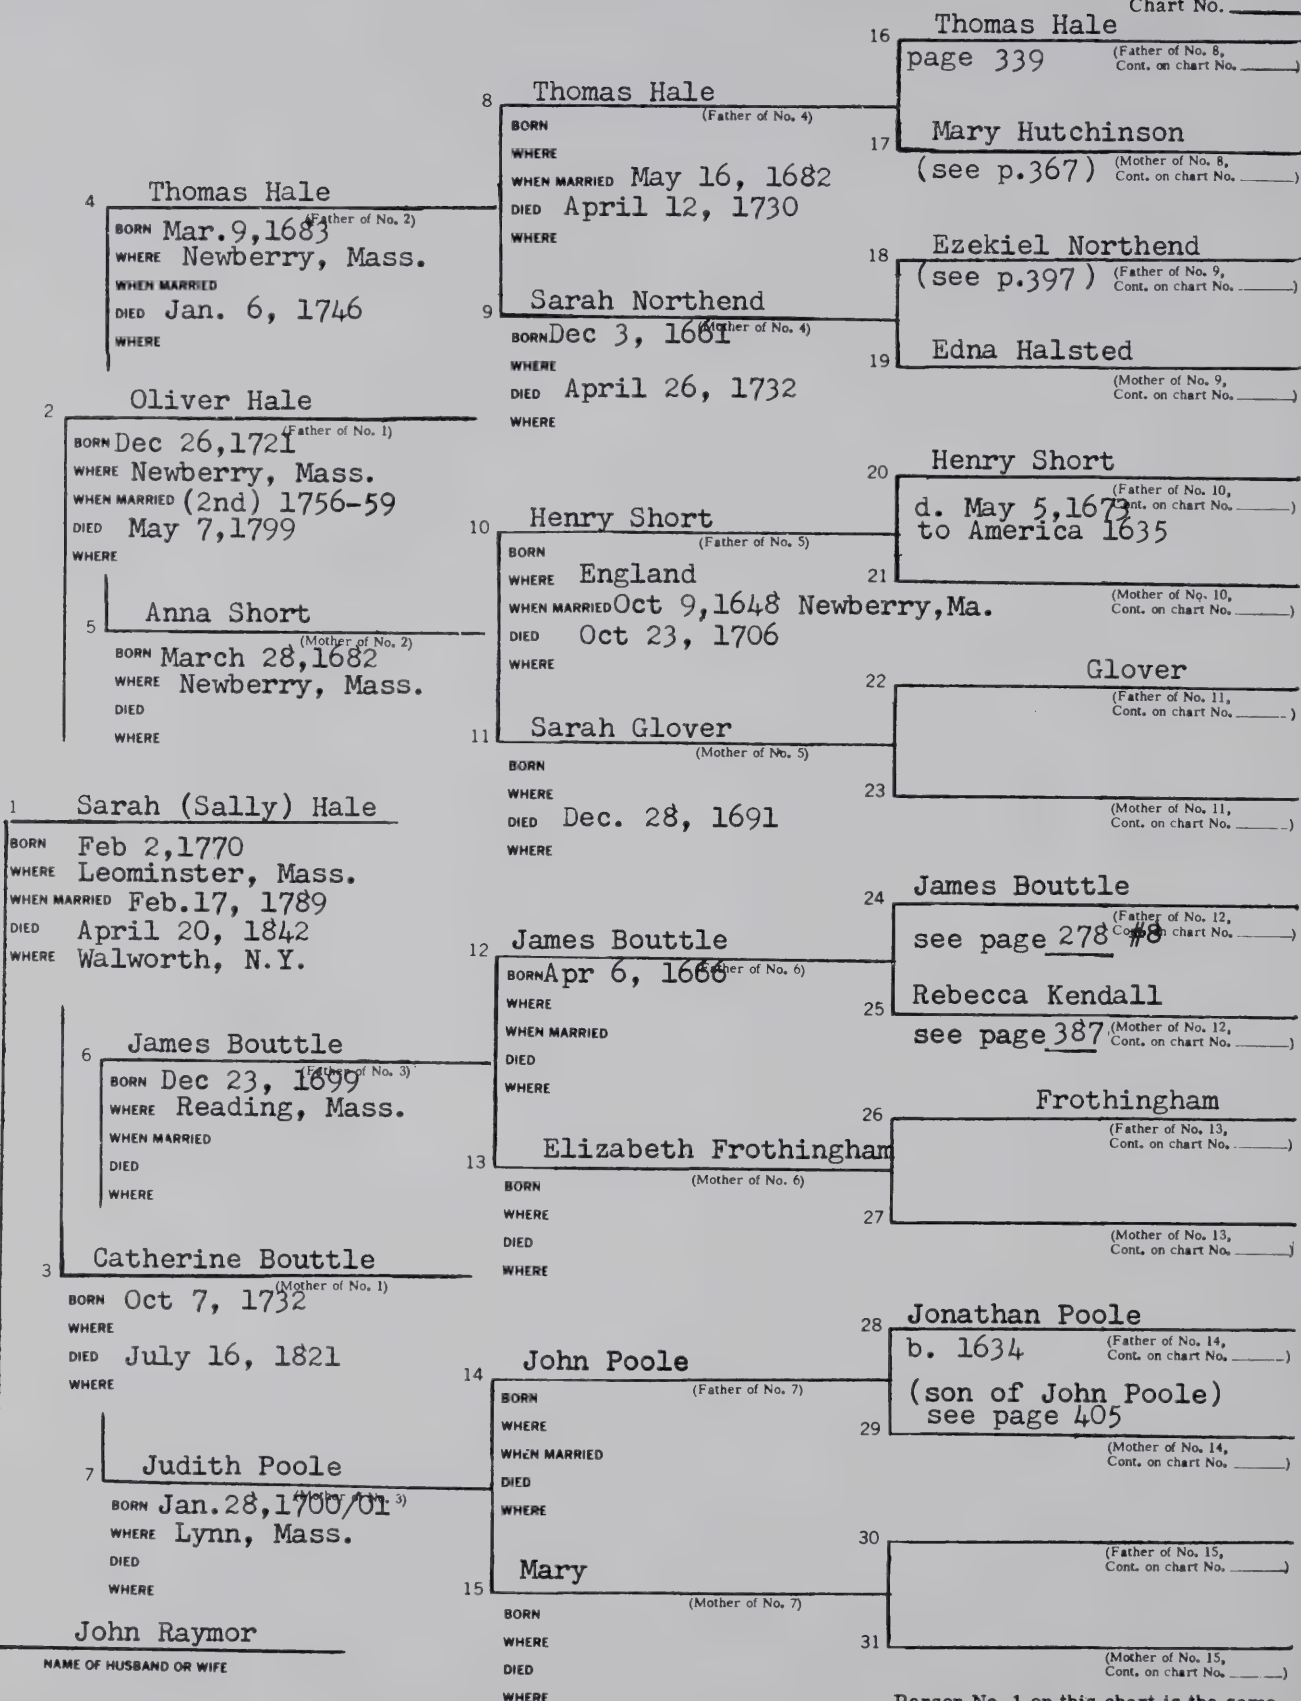 Chart No.
16 Thomas Hale
page 339 (Father of No. 8,
Cont. on chart No. )
8 Thomas Hale
(Father of No. 4)
BORN
WHERE
WHEN MARRIED May 16, 1682
DIED April 12, 1730
WHERE
17 Mary Hutchinson
(see p.367) (Mother of No. 8,
Cont. on chart No. )
4 Thomas Hale
(Father of No. 2)
BORN Mar.9,1683
WHERE Newberry, Mass.
WHEN MARRIED
DIED Jan. 6, 1746
WHERE
18 Ezekiel Northend
(see p.397) (Father of No. 9,
Cont. on chart No. )
9 Sarah Northend
(Mother of No. 4)
BORN Dec 3, 1661
WHERE
DIED April 26, 1732
WHERE
19 Edna Halsted
(Mother of No. 9,
Cont. on chart No. )
2 Oliver Hale
(Father of No. 1)
BORN Dec 26,1721
WHERE Newberry, Mass.
WHEN MARRIED (2nd) 1756-59
DIED May 7,1799
WHERE
20 Henry Short
(Father of No. 10,
d. May 5,1673 Cont. on chart No. )
to America 1635
10 Henry Short
(Father of No. 5)
BORN
WHERE England
WHEN MARRIED Oct 9,1648 Newberry,Ma.
DIED Oct 23, 1706
WHERE
21
(Mother of No. 10,
Cont. on chart No. )
5 Anna Short
(Mother of No. 2)
BORN March 28,1682
WHERE Newberry, Mass.
DIED
WHERE
22 Glover
(Father of No. 11,
Cont. on chart No. )
11 Sarah Glover
(Mother of No. 5)
BORN
WHERE
DIED Dec. 28, 1691
WHERE
23
(Mother of No. 11,
Cont. on chart No. )
1 Sarah (Sally) Hale
BORN Feb 2,1770
WHERE Leominster, Mass.
WHEN MARRIED Feb.17, 1789
DIED April 20, 1842
WHERE Walworth, N.Y.
24 James Bouttle
(Father of No. 12,
see page 278 #8 Cont. on chart No. )
12 James Bouttle
BORN Apr 6, 1666 (Father of No. 6)
WHERE
WHEN MARRIED
DIED
WHERE
25 Rebecca Kendall
see page 387 (Mother of No. 12,
Cont. on chart No. )
6 James Bouttle
(Father of No. 3)
BORN Dec 23, 1699
WHERE Reading, Mass.
WHEN MARRIED
DIED
WHERE
26 Frothingham
(Father of No. 13,
Cont. on chart No. )
13 Elizabeth Frothingham
(Mother of No. 6)
BORN
WHERE
DIED
WHERE
27
(Mother of No. 13,
Cont. on chart No. )
3 Catherine Bouttle
(Mother of No. 1)
BORN Oct 7, 1732
WHERE
DIED July 16, 1821
WHERE
28 Jonathan Poole
b. 1634 (Father of No. 14,
Cont. on chart No. )
(son of John Poole)
see page 405
14 John Poole
(Father of No. 7)
BORN
WHERE
WHEN MARRIED
DIED
WHERE
29
(Mother of No. 14,
Cont. on chart No. )
7 Judith Poole
(Mother of No. 3)
BORN Jan.28,1700/01
WHERE Lynn, Mass.
DIED
WHERE
30
(Father of No. 15,
Cont. on chart No. )
15 Mary
(Mother of No. 7)
BORN
WHERE
DIED
WHERE
31
(Mother of No. 15,
Cont. on chart No. )
John Raymor
NAME OF HUSBAND OR WIFE
Person No. 1 on this chart is the same